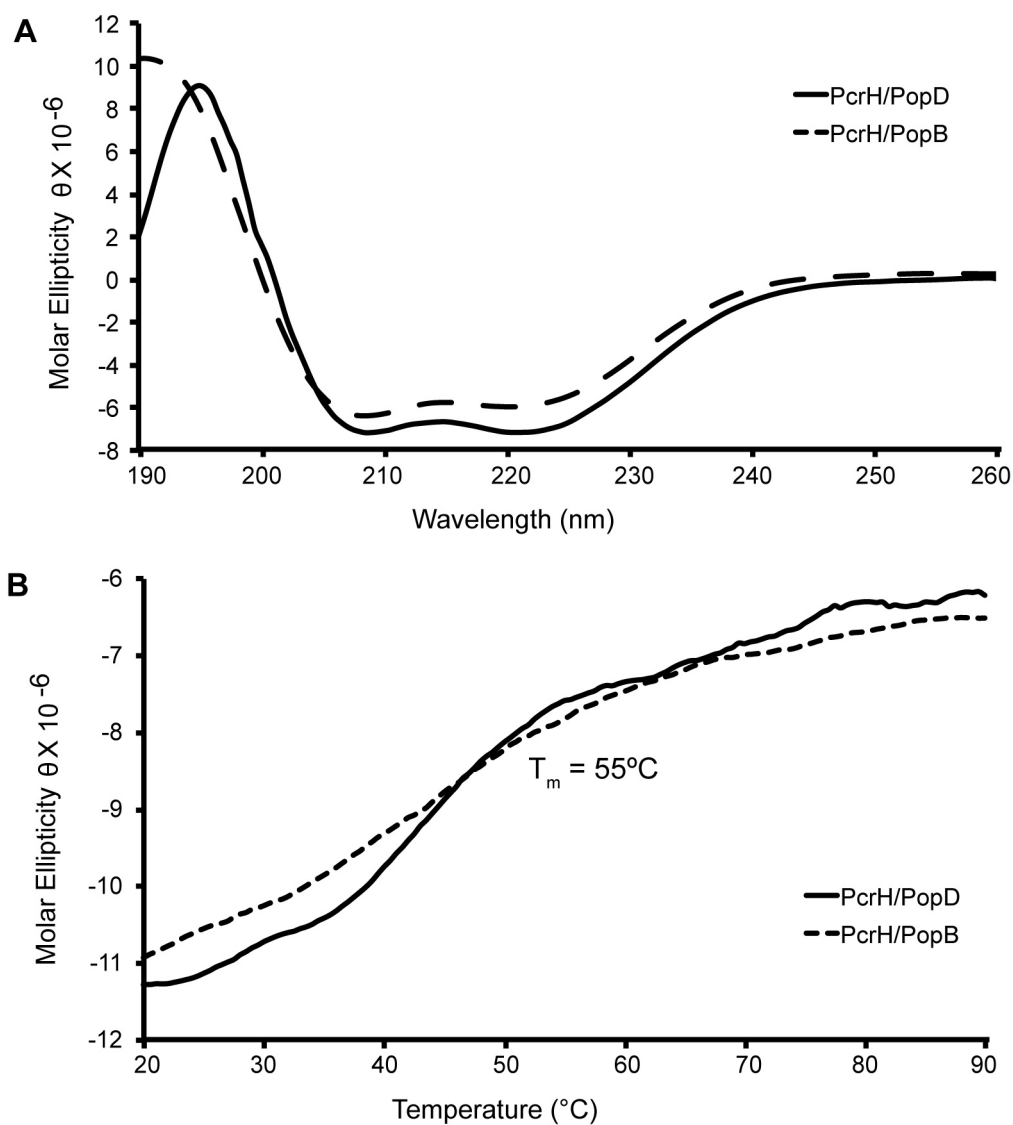 A
Molar Ellipticity θ X 10⁻⁶
12
10
8
6
4
2
0
-2
-4
-6
-8
PcrH/PopD
PcrH/PopB
190 200 210 220 230 240 250 260
Wavelength (nm)
B
Molar Ellipticity θ X 10⁻⁶
-6
-7
-8
-9
-10
-11
-12
Tₘ = 55ºC
PcrH/PopD
PcrH/PopB
20 30 40 50 60 70 80 90
Temperature (°C)